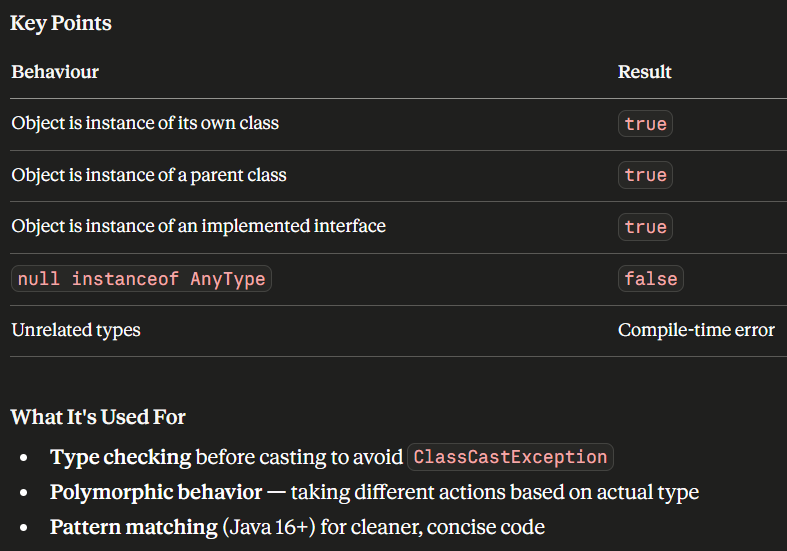 Key Points
Behaviour Result
Object is instance of its own class true
Object is instance of a parent class true
Object is instance of an implemented interface true
null instanceof AnyType false
Unrelated types Compile-time error
What It's Used For
• Type checking before casting to avoid ClassCastException
• Polymorphic behavior — taking different actions based on actual type
• Pattern matching (Java 16+) for cleaner, concise code